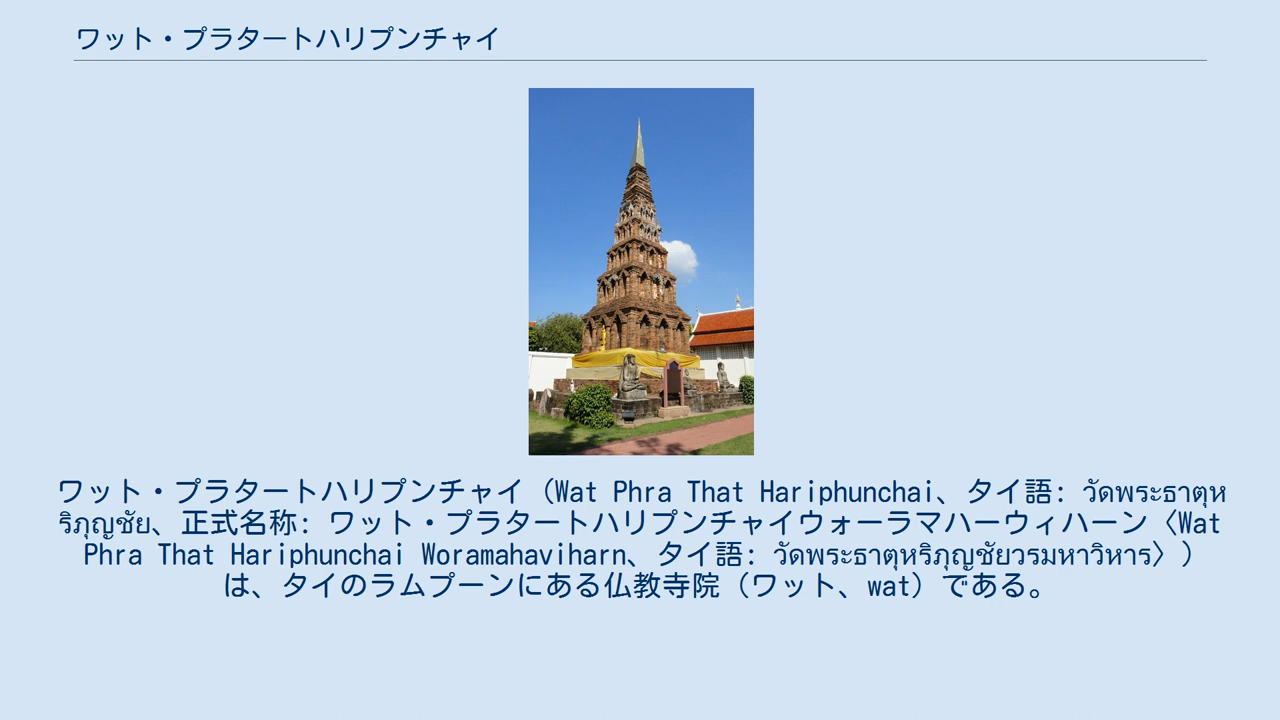 ワット・プラタートハリプンチャイ
ワット・プラタートハリプンチャイ（Wat Phra That Hariphunchai、タイ語: วัดพระธาตุห
ริภุญชัย、正式名称: ワット・プラタートハリプンチャイウォーラマハーウィハーン〈Wat
Phra That Hariphunchai Woramahaviharn、タイ語: วัดพระธาตุหริภุญชัยวรมหาวิหาร〉）
は、タイのラムプーンにある仏教寺院（ワット、wat）である。